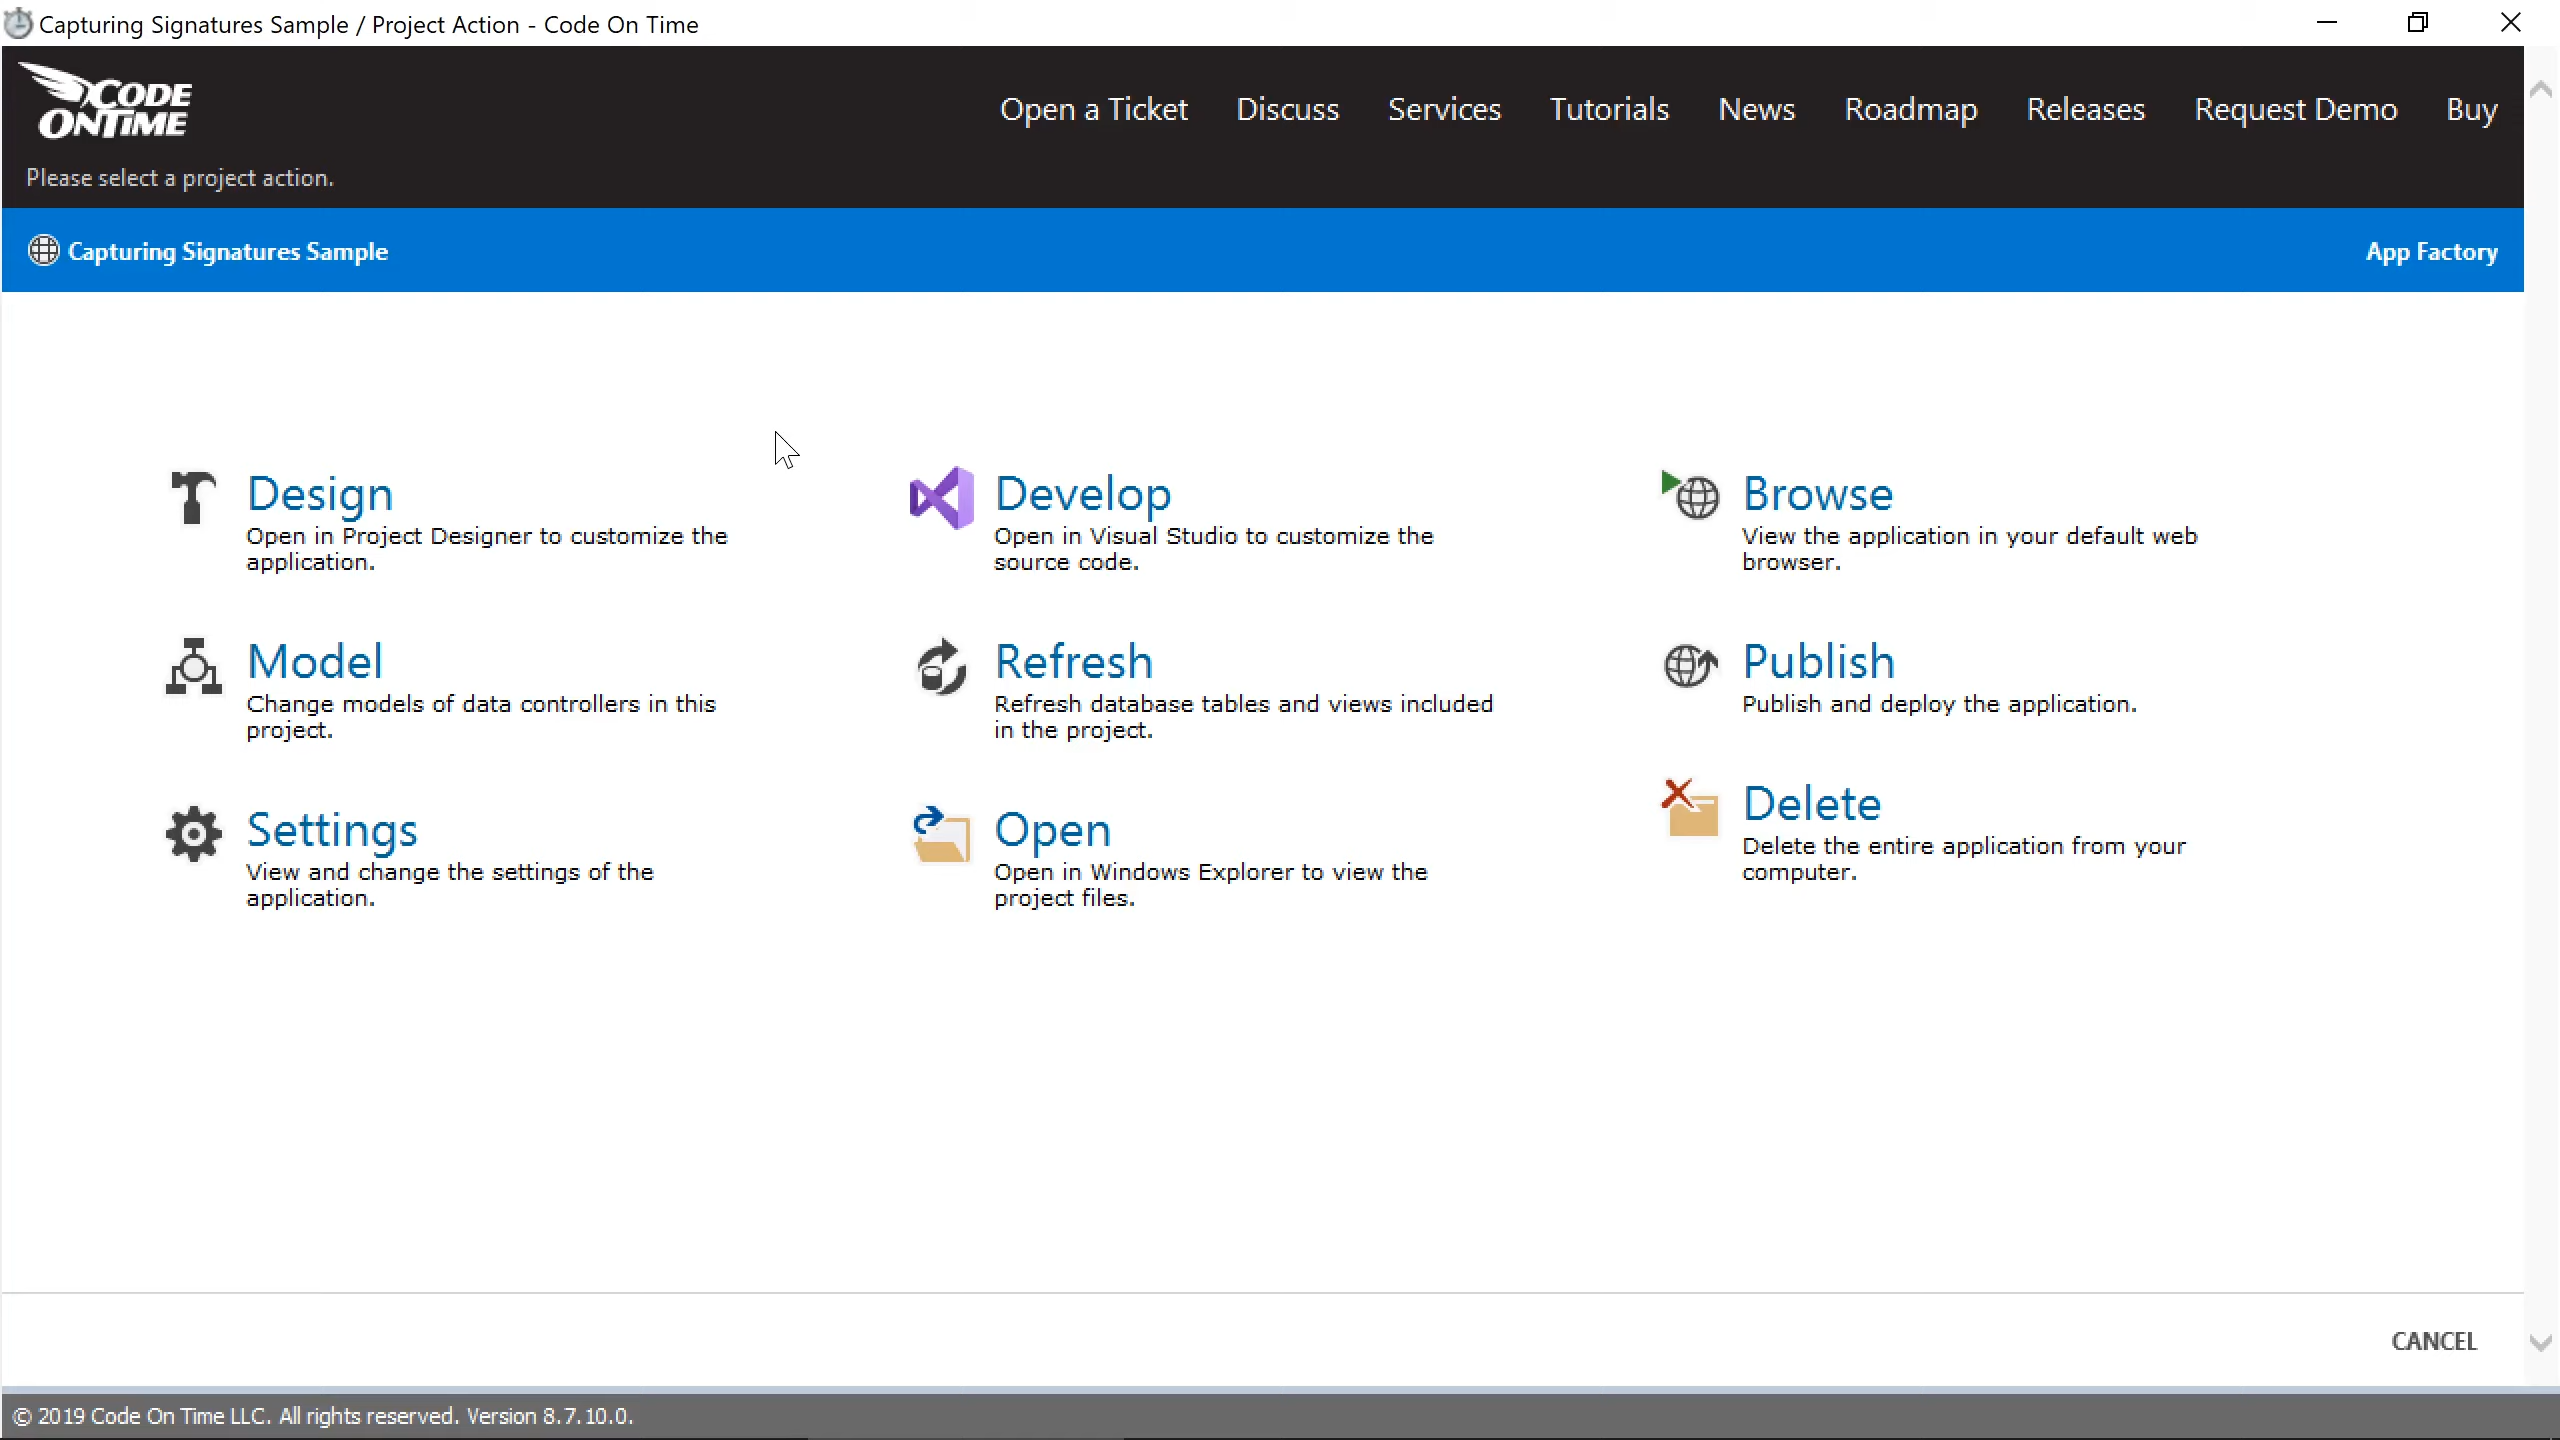 Capturing Signatures Sample / Project Action - Code On Time
CODE
ONTIME
Open a Ticket Discuss Services Tutorials News Roadmap Releases Request Demo Buy
Please select a project action.
Capturing Signatures Sample
App Factory
Design
Open in Project Designer to customize the
application.
Develop
Open in Visual Studio to customize the
source code.
Browse
View the application in your default web
browser.
Model
Change models of data controllers in this
project.
Refresh
Refresh database tables and views included
in the project.
Publish
Publish and deploy the application.
Settings
View and change the settings of the
application.
Open
Open in Windows Explorer to view the
project files.
Delete
Delete the entire application from your
computer.
CANCEL
© 2019 Code On Time LLC. All rights reserved. Version 8.7.10.0.